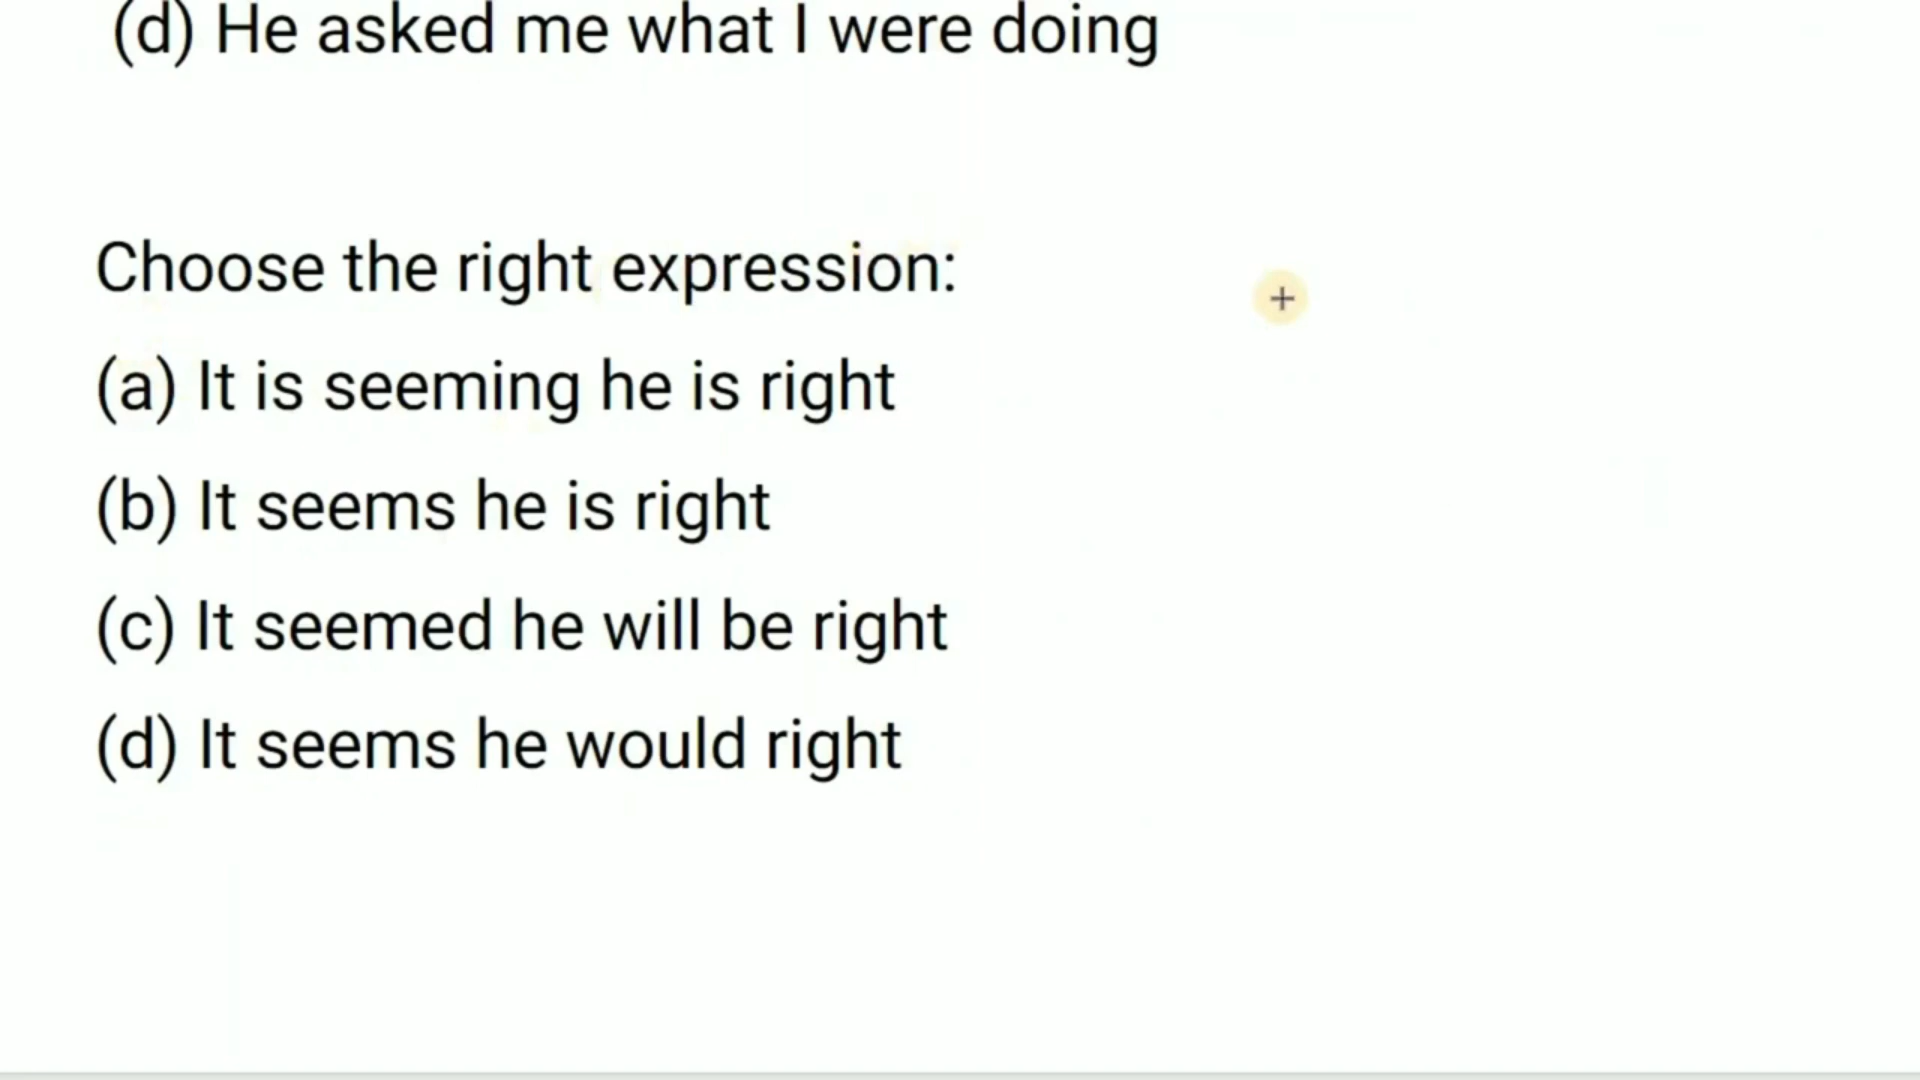 (d) He asked me what I were doing
Choose the right expression:
(a) It is seeming he is right
(b) It seems he is right
(c) It seemed he will be right
(d) It seems he would right